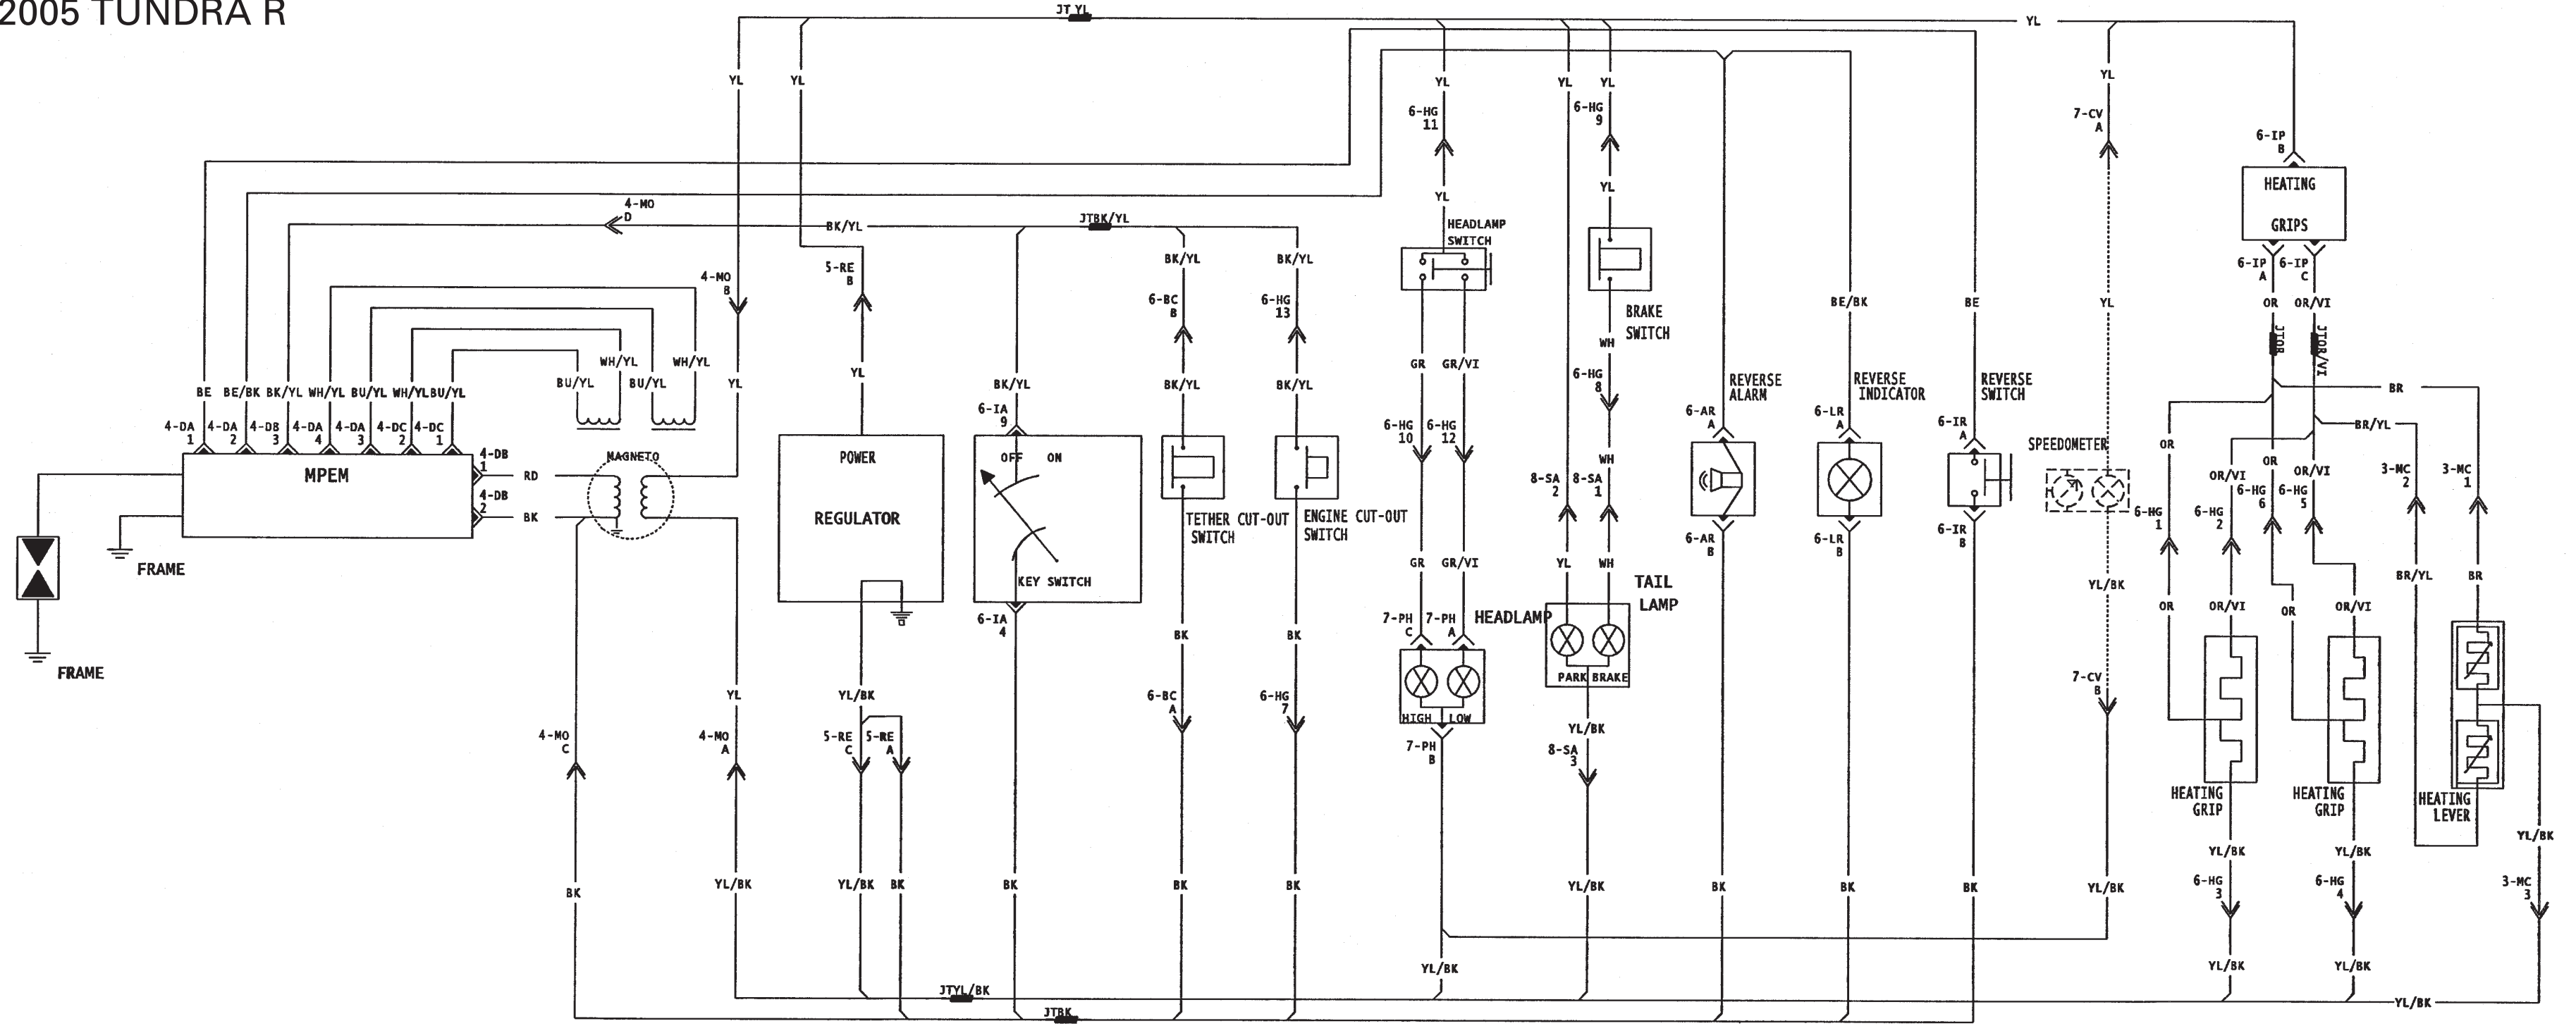 2005 TUNDRA R
JT YL
YL
YL
YL
YL
YL
YL
YL
6-HG
11
6-HG
9
7-CV
A
6-IP
B
HEATING
GRIPS
YL
YL
4-MO
D
BK/YL
JTBK/YL
HEADLAMP
SWITCH
4-MO
B
5-RE
B
BK/YL
BK/YL
6-IP
A
6-IP
C
6-BC
B
6-HG
13
BRAKE
SWITCH
BE/BK
BE
YL
OR
OR/VI
JTOR
JTOR/VI
WH
WH/YL
WH/YL
BU/YL
BU/YL
YL
YL
BK/YL
BK/YL
BK/YL
GR
GR/VI
BE
BE/BK
BK/YL
WH/YL
BU/YL
WH/YL
BU/YL
6-HG
8
REVERSE
ALARM
REVERSE
INDICATOR
REVERSE
SWITCH
BR
BR/YL
4-DA
1
4-DA
2
4-DB
3
4-DA
4
4-DA
3
4-DC
2
4-DC
1
6-IA
9
6-HG
10
6-HG
12
6-AR
A
6-LR
A
6-IR
A
SPEEDOMETER
OR
OR
OR/VI
OR/VI
MPEM
4-DB
1
RD
4-DB
2
BK
MAGNETO
POWER
REGULATOR
OFF
ON
KEY SWITCH
TETHER CUT-OUT
SWITCH
ENGINE CUT-OUT
SWITCH
WH
8-SA
2
8-SA
1
6-AR
B
6-LR
B
6-IR
B
6-HG
1
6-HG
2
6-HG
6
6-HG
5
3-MC
2
3-MC
1
FRAME
FRAME
GR
GR/VI
YL
WH
TAIL
LAMP
YL/BK
BR/YL
BR
6-IA
4
BK
BK
7-PH
C
7-PH
A
HEADLAMP
OR
OR/VI
OR
OR/VI
PARK
BRAKE
HIGH
LOW
YL
YL/BK
6-BC
A
6-HG
7
7-CV
B
YL/BK
4-MO
C
4-MO
A
5-RE
C
5-RE
A
7-PH
B
8-SA
3
HEATING
GRIP
HEATING
GRIP
HEATING
LEVER
YL/BK
YL/BK
YL/BK
BK
YL/BK
YL/BK
BK
BK
BK
BK
YL/BK
BK
BK
BK
YL/BK
6-HG
3
6-HG
4
3-MC
3
YL/BK
YL/BK
YL/BK
JTYL/BK
YL/BK
JTBK